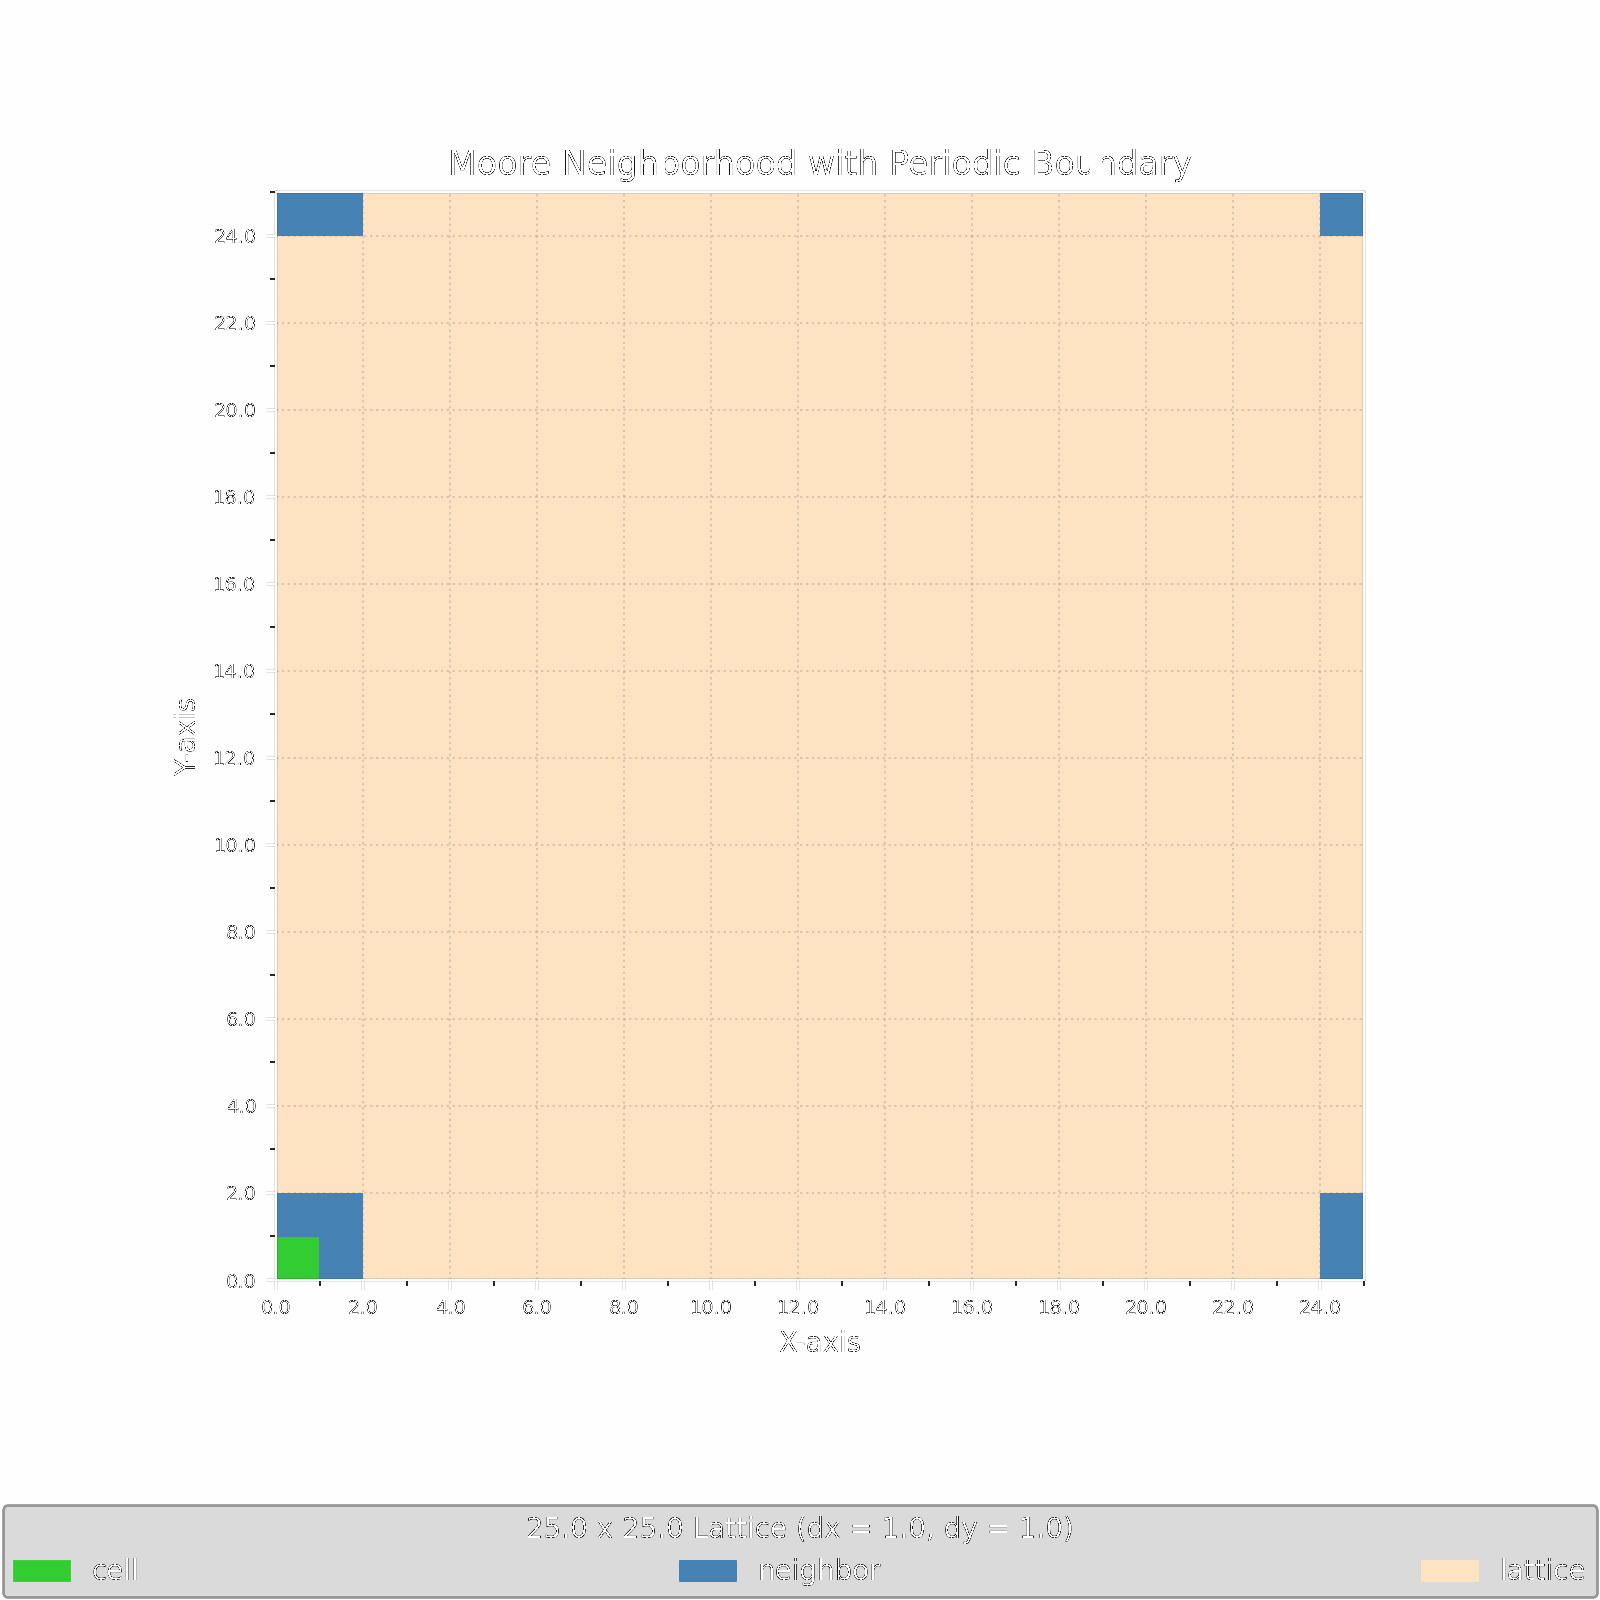 Moore Neighborhood with Periodic Boundary
24.0
22.0
20.0
18.0
16.0
14.0
12.0
10.0
8.0
6.0
4.0
2.0
0.0
Y-axis
0.0 2.0 4.0 6.0 8.0 10.0 12.0 14.0 16.0 18.0 20.0 22.0 24.0
X-axis
25.0 x 25.0 Lattice (dx = 1.0, dy = 1.0)
cell neighbor lattice